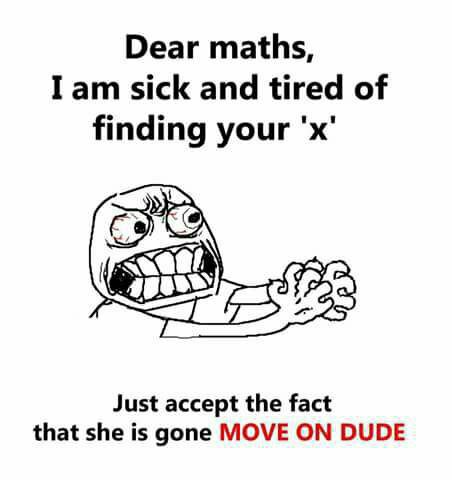 Dear maths,
I am sick and tired of
finding your 'x'
Just accept the fact
that she is gone MOVE ON DUDE